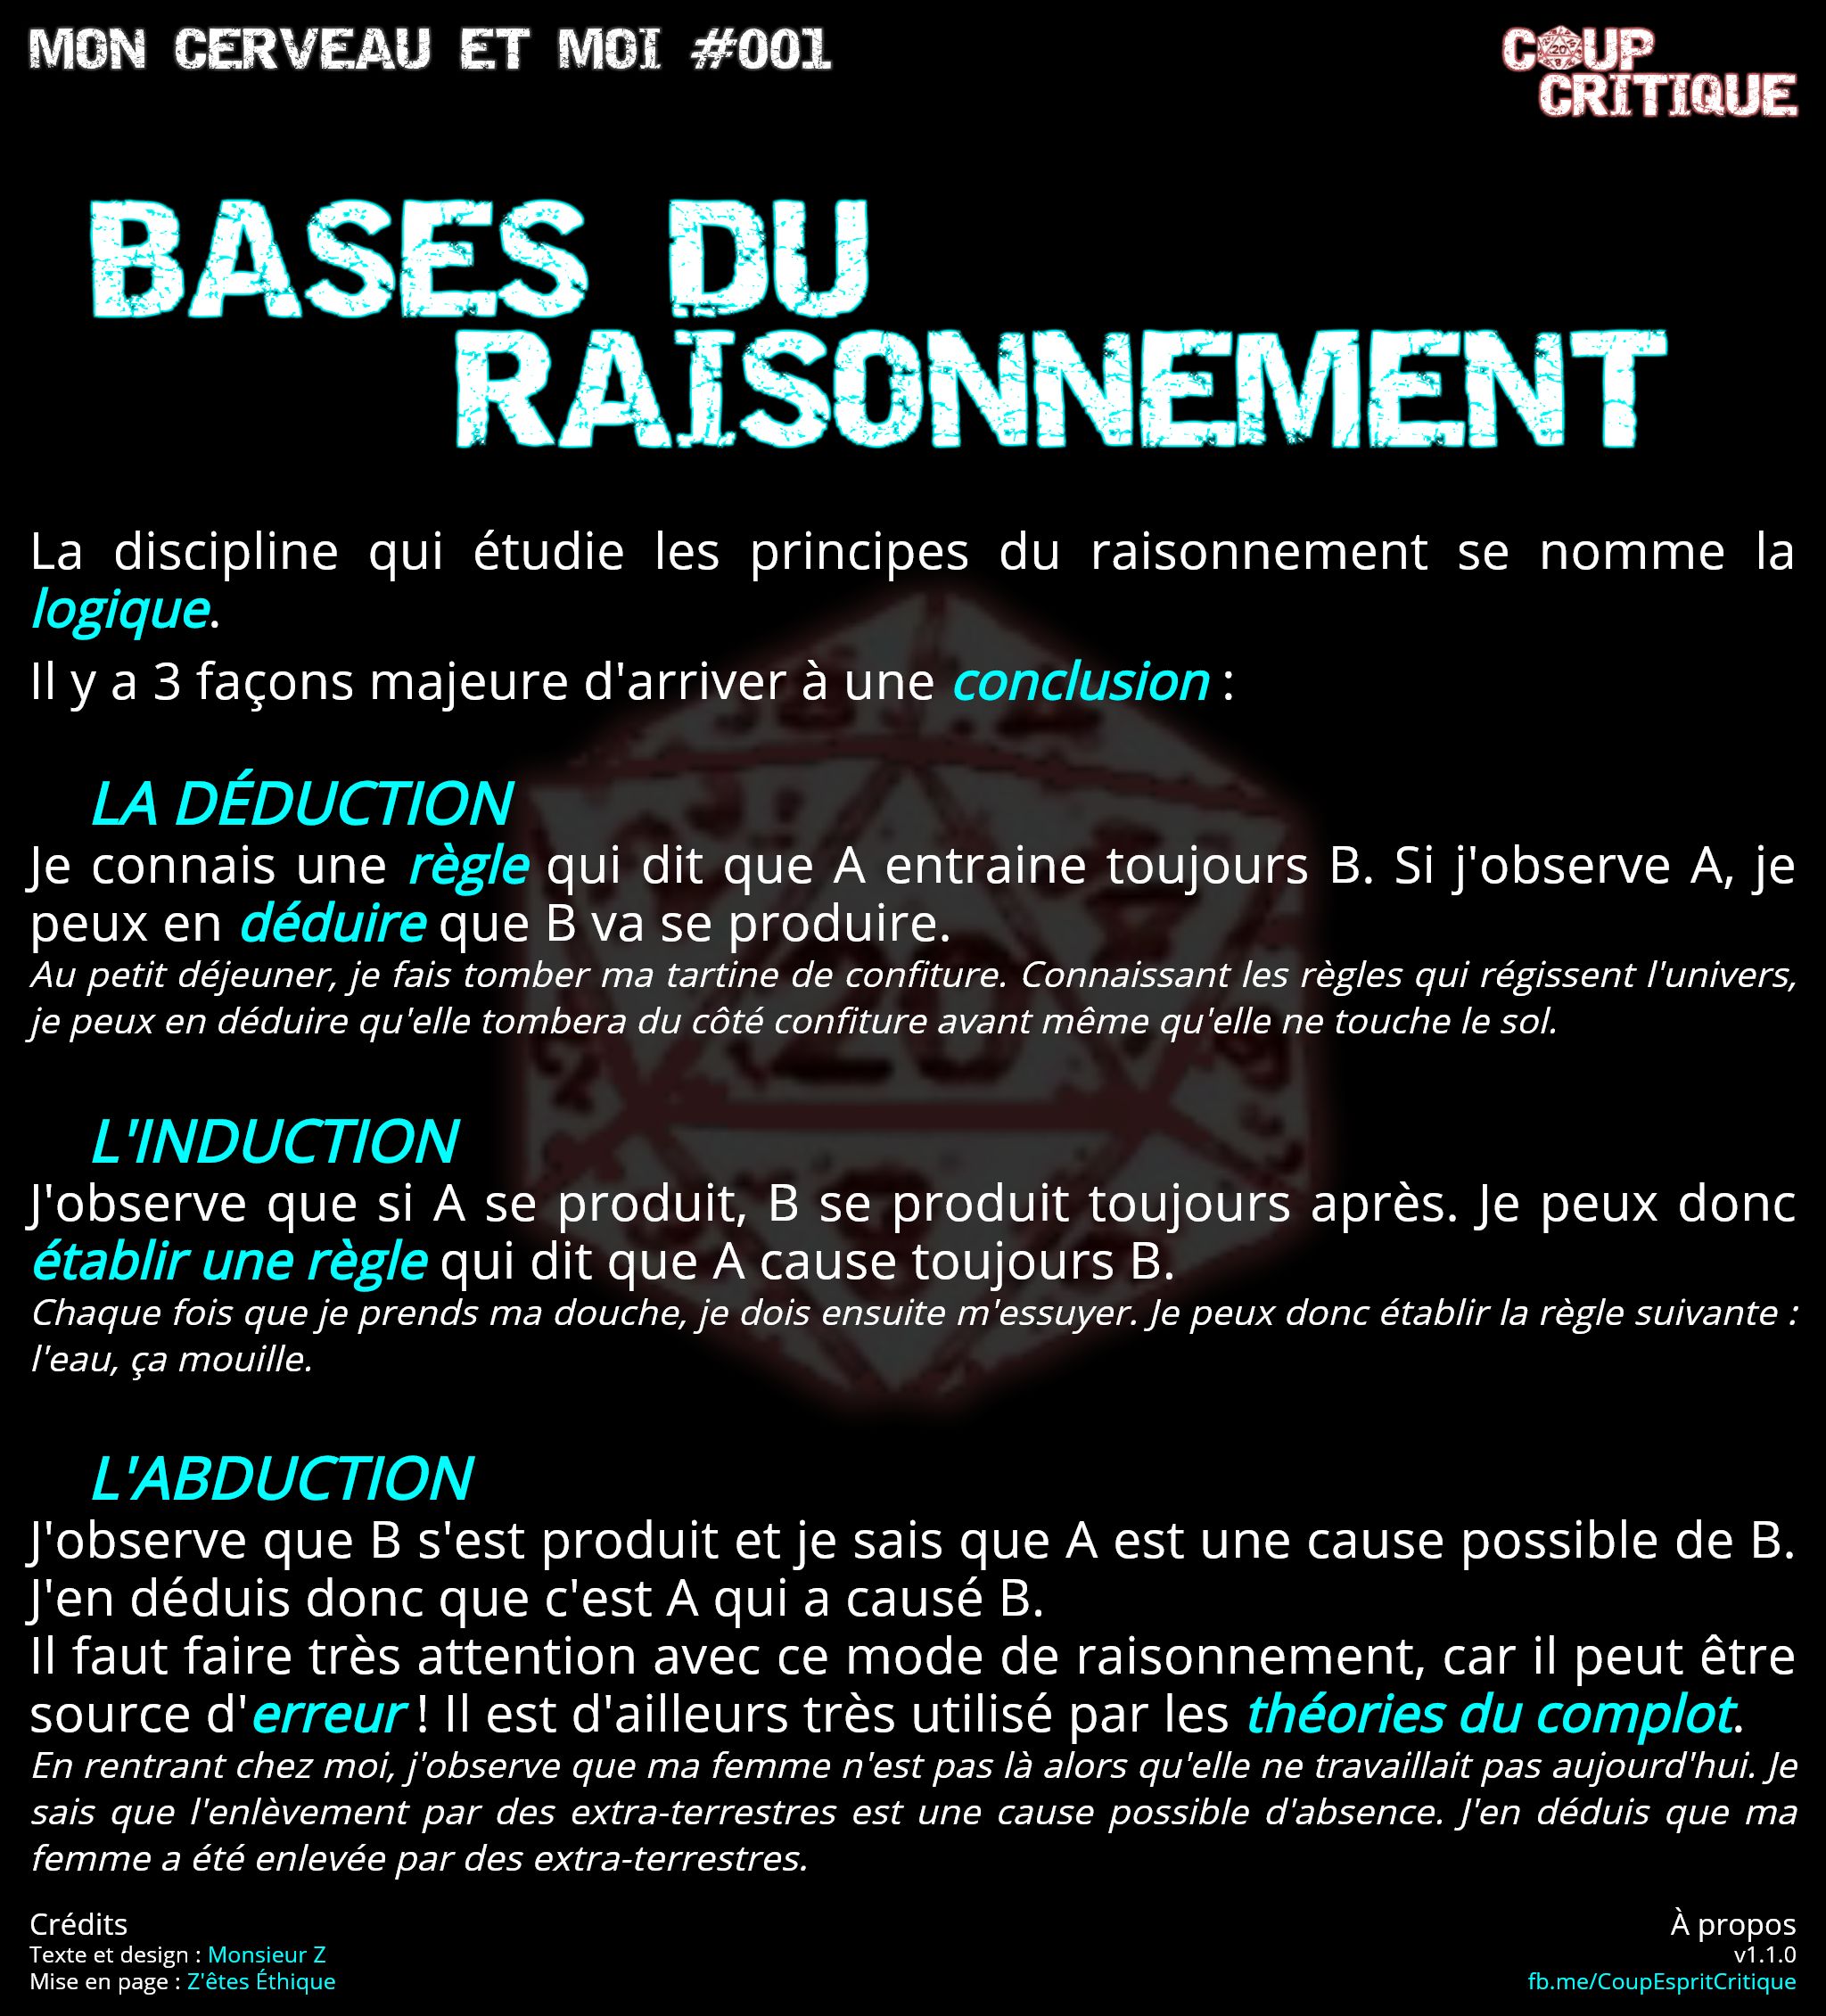 MON CERVEAU ET MOI #001
COUP
CRITIQUE
BASES DU
RAISONNEMENT
La discipline qui étudie les principes du raisonnement se nomme la
logique.
Il y a 3 façons majeure d'arriver à une conclusion :
LA DÉDUCTION
Je connais une règle qui dit que A entraine toujours B. Si j'observe A, je
peux en déduire que B va se produire.
Au petit déjeuner, je fais tomber ma tartine de confiture. Connaissant les règles qui régissent l'univers,
je peux en déduire qu'elle tombera du côté confiture avant même qu'elle ne touche le sol.
L'INDUCTION
J'observe que si A se produit, B se produit toujours après. Je peux donc
établir une règle qui dit que A cause toujours B.
Chaque fois que je prends ma douche, je dois ensuite m'essuyer. Je peux donc établir la règle suivante :
l'eau, ça mouille.
L'ABDUCTION
J'observe que B s'est produit et je sais que A est une cause possible de B.
J'en déduis donc que c'est A qui a causé B.
Il faut faire très attention avec ce mode de raisonnement, car il peut être
source d'erreur ! Il est d'ailleurs très utilisé par les théories du complot.
En rentrant chez moi, j'observe que ma femme n'est pas là alors qu'elle ne travaillait pas aujourd'hui. Je
sais que l'enlèvement par des extra-terrestres est une cause possible d'absence. J'en déduis que ma
femme a été enlevée par des extra-terrestres.
Crédits
Texte et design : Monsieur Z
Mise en page : Z'êtes Éthique
À propos
v1.1.0
fb.me/CoupEspritCritique
20